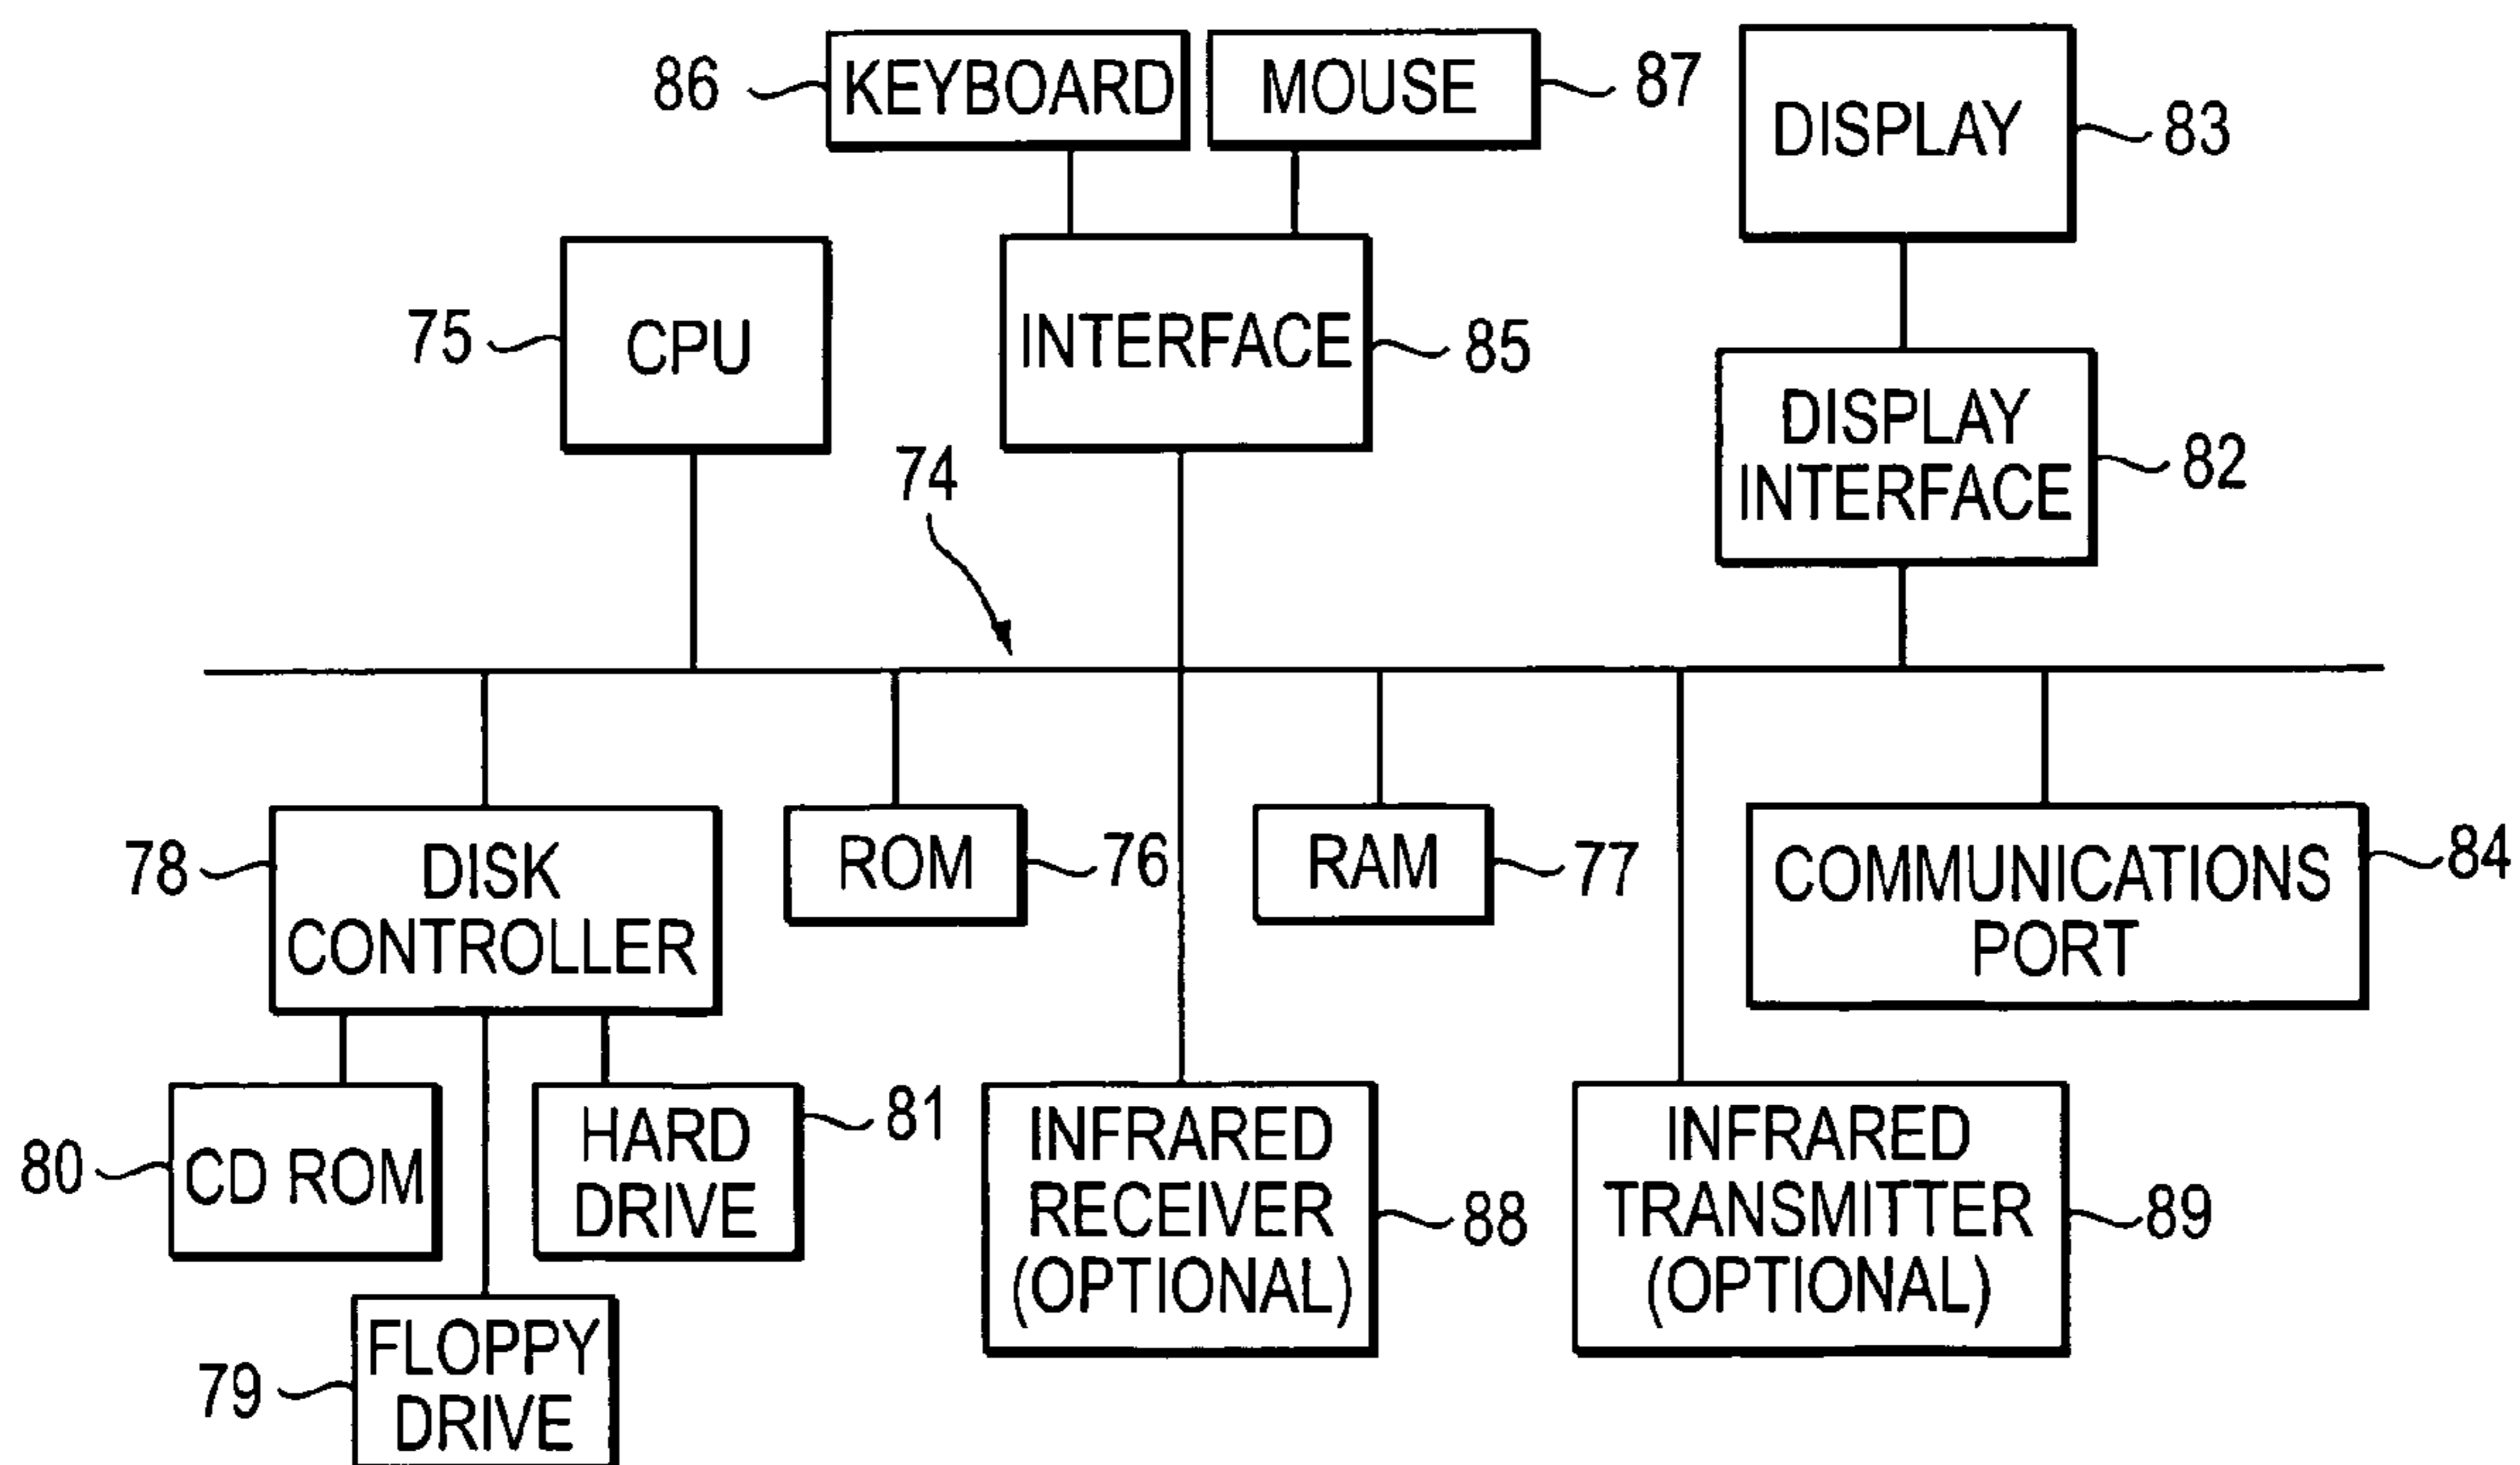 86 KEYBOARD
MOUSE 87
DISPLAY 83
75 CPU
INTERFACE 85
DISPLAY
INTERFACE 82
74
78 DISK
CONTROLLER
ROM 76
RAM 77
COMMUNICATIONS
PORT 84
80 CD ROM
HARD
DRIVE 81
INFRARED
RECEIVER
(OPTIONAL) 88
INFRARED
TRANSMITTER
(OPTIONAL) 89
79 FLOPPY
DRIVE